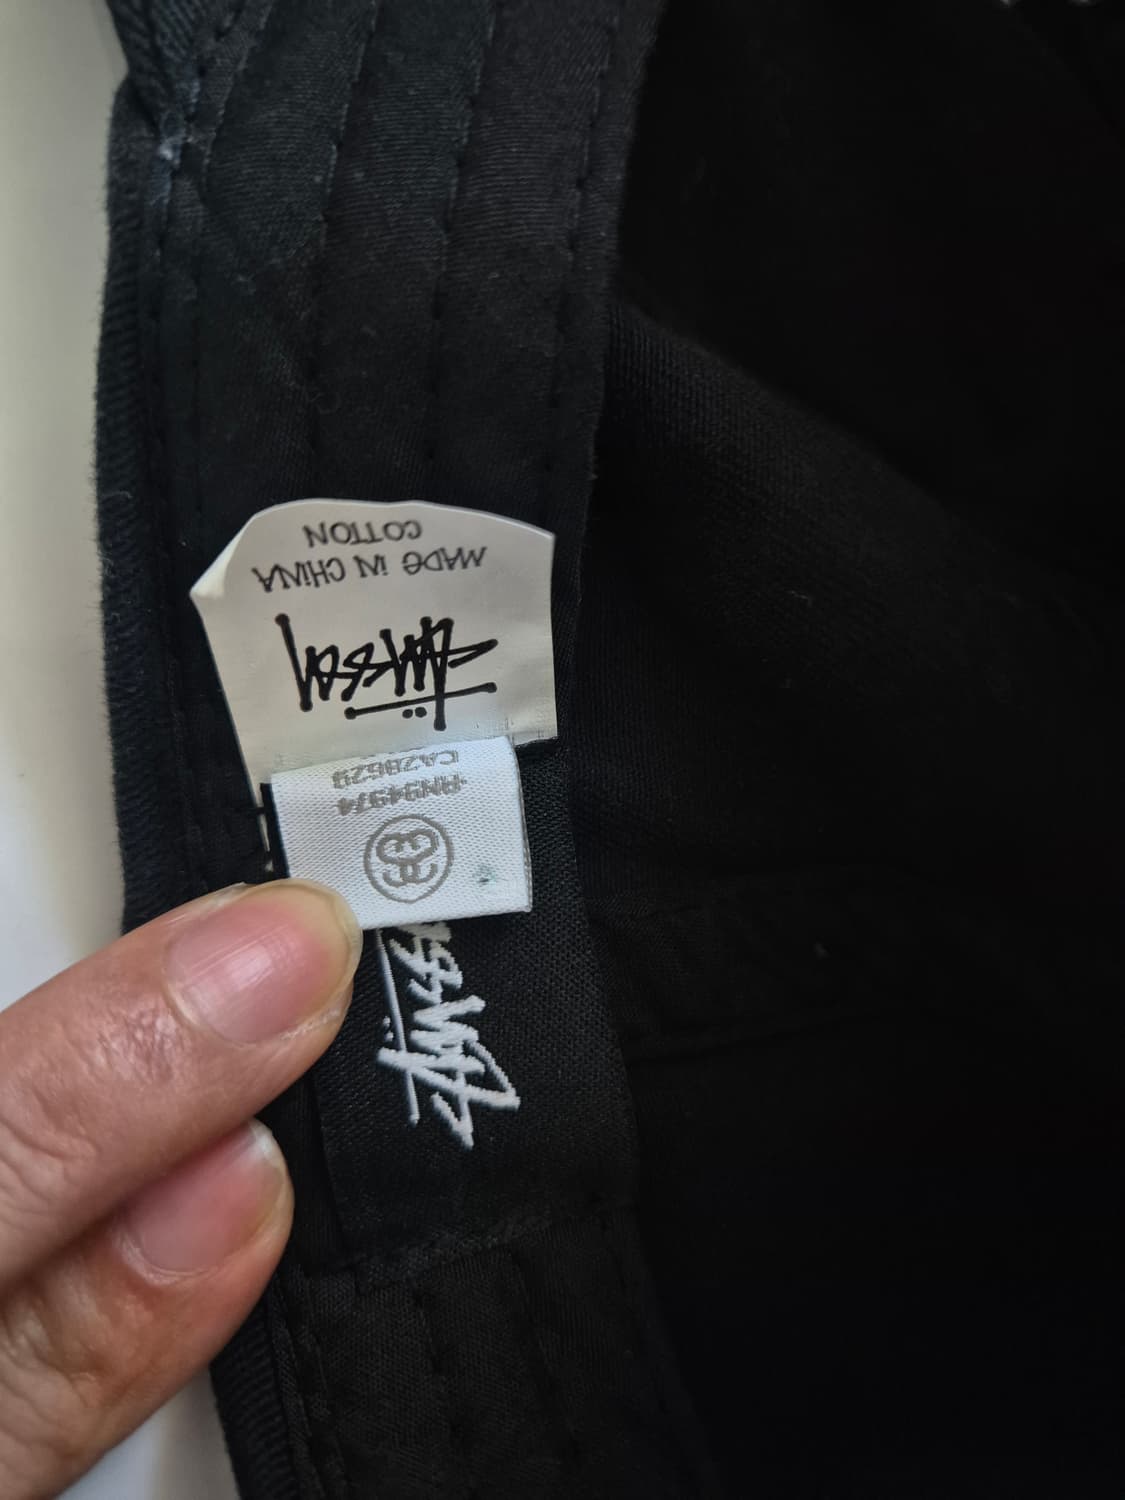 STÜSSY
MADE IN CHINA
COTTON
RN94974
CA28629
STÜSSY